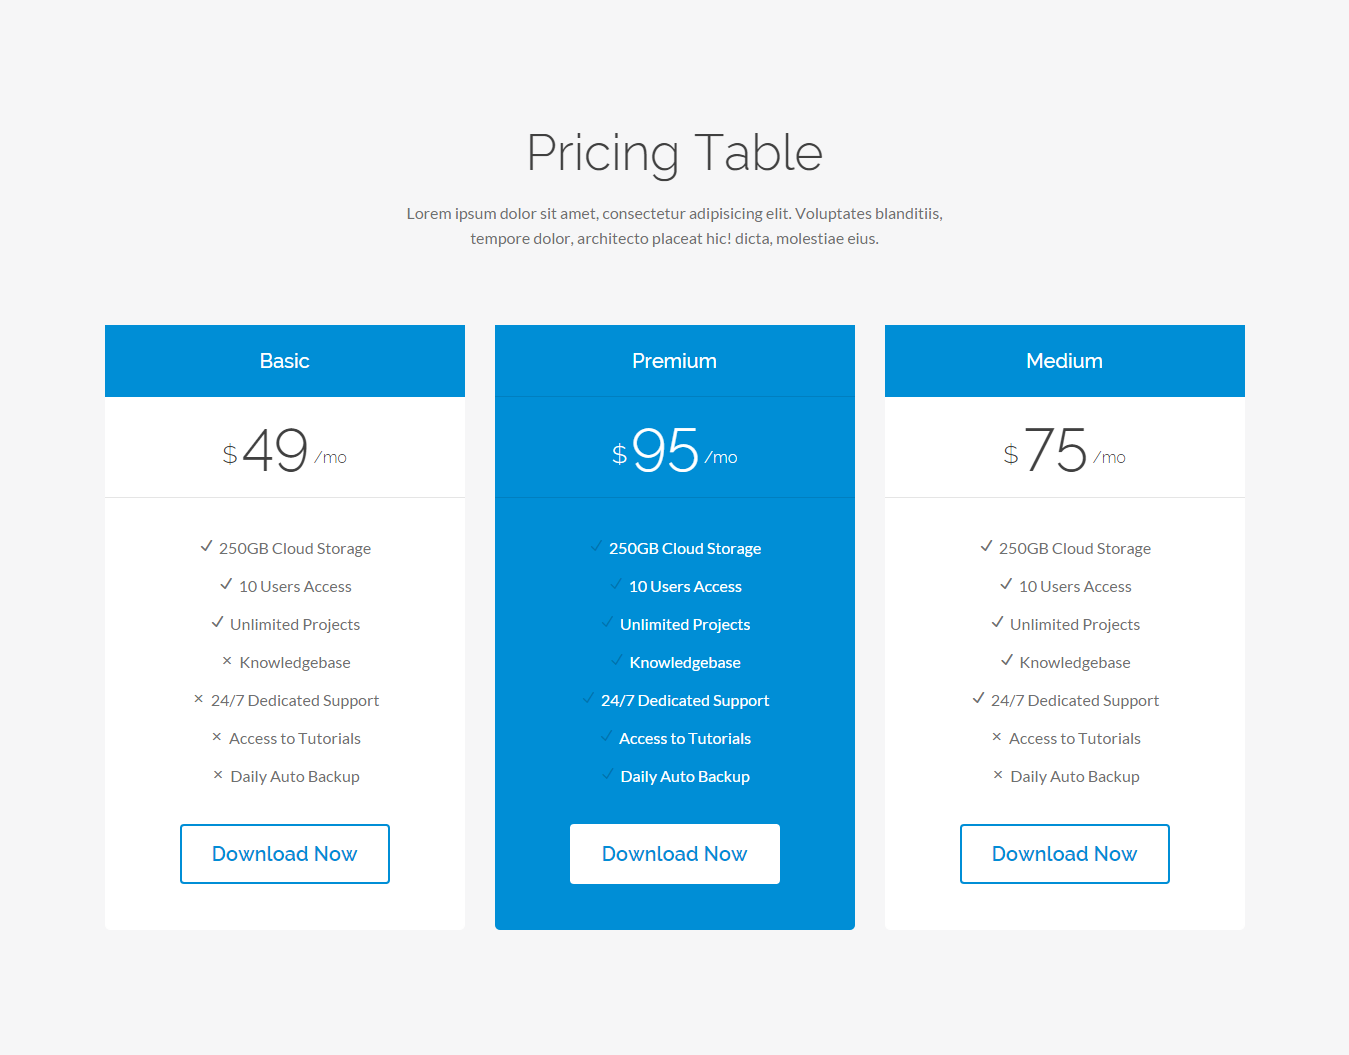 Pricing Table
Lorem ipsum dolor sit amet, consectetur adipisicing elit. Voluptates blanditiis,
tempore dolor, architecto placeat hic! dicta, molestiae eius.
Basic
$49 /mo
250GB Cloud Storage
10 Users Access
Unlimited Projects
Knowledgebase
24/7 Dedicated Support
Access to Tutorials
Daily Auto Backup
Download Now
Premium
$95 /mo
250GB Cloud Storage
10 Users Access
Unlimited Projects
Knowledgebase
24/7 Dedicated Support
Access to Tutorials
Daily Auto Backup
Download Now
Medium
$75 /mo
250GB Cloud Storage
10 Users Access
Unlimited Projects
Knowledgebase
24/7 Dedicated Support
Access to Tutorials
Daily Auto Backup
Download Now